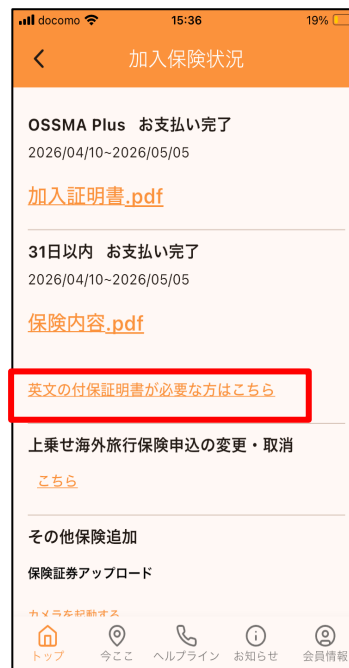 docomo 15:36 19%
加入保険状況
OSSMA Plus お支払い完了
2026/04/10~2026/05/05
加入証明書.pdf
31日以内 お支払い完了
2026/04/10~2026/05/05
保険内容.pdf
英文の付保証明書が必要な方はこちら
上乗せ海外旅行保険申込の変更・取消
こちら
その他保険追加
保険証券アップロード
カメラを起動する
トップ 今ここ ヘルプライン お知らせ 会員情報